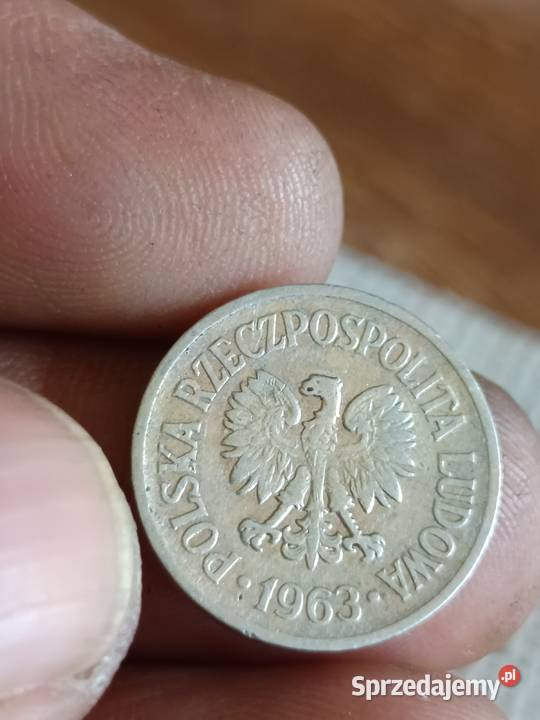 POLSKA RZECZPOSPOLITA LUDOWA
· 1963 ·
Sprzedajemy.pl